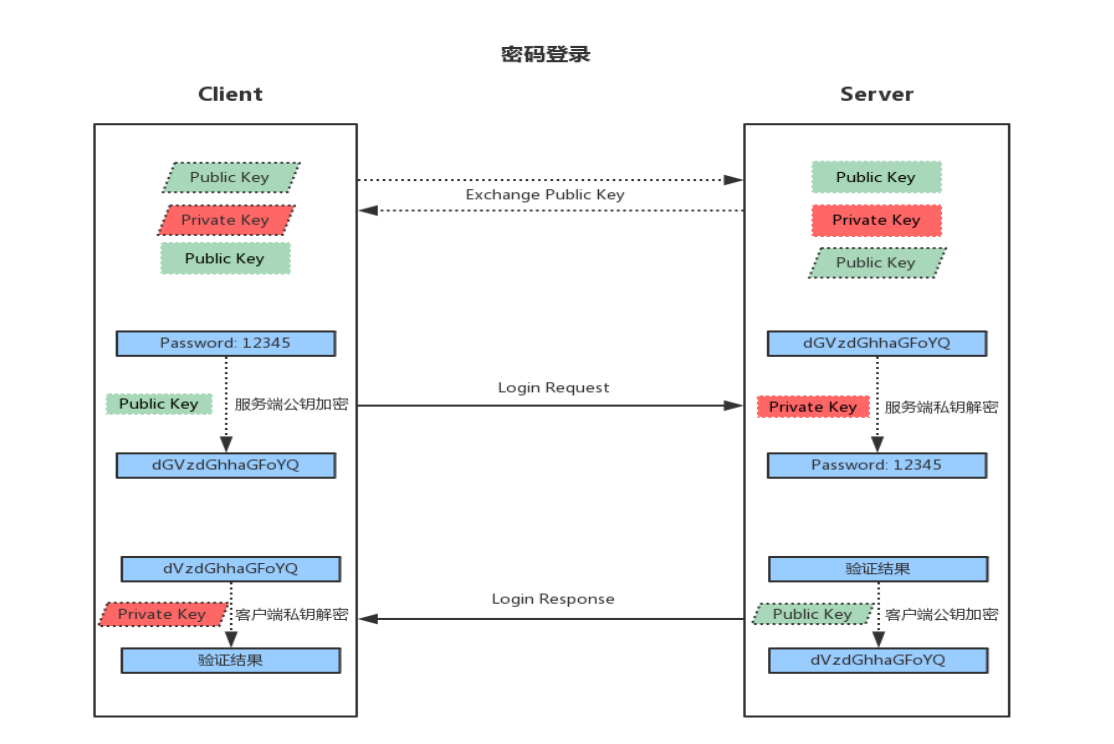 密码登录
Client
Server
Public Key
Private Key
Public Key
Exchange Public Key
Public Key
Private Key
Public Key
Password: 12345
Public Key
服务端公钥加密
dGVzdGhhaGFoYQ
Login Request
dGVzdGhhaGFoYQ
Private Key
服务端私钥解密
Password: 12345
dVzdGhhaGFoYQ
Private Key
客户端私钥解密
验证结果
Login Response
验证结果
Public Key
客户端公钥加密
dVzdGhhaGFoYQ